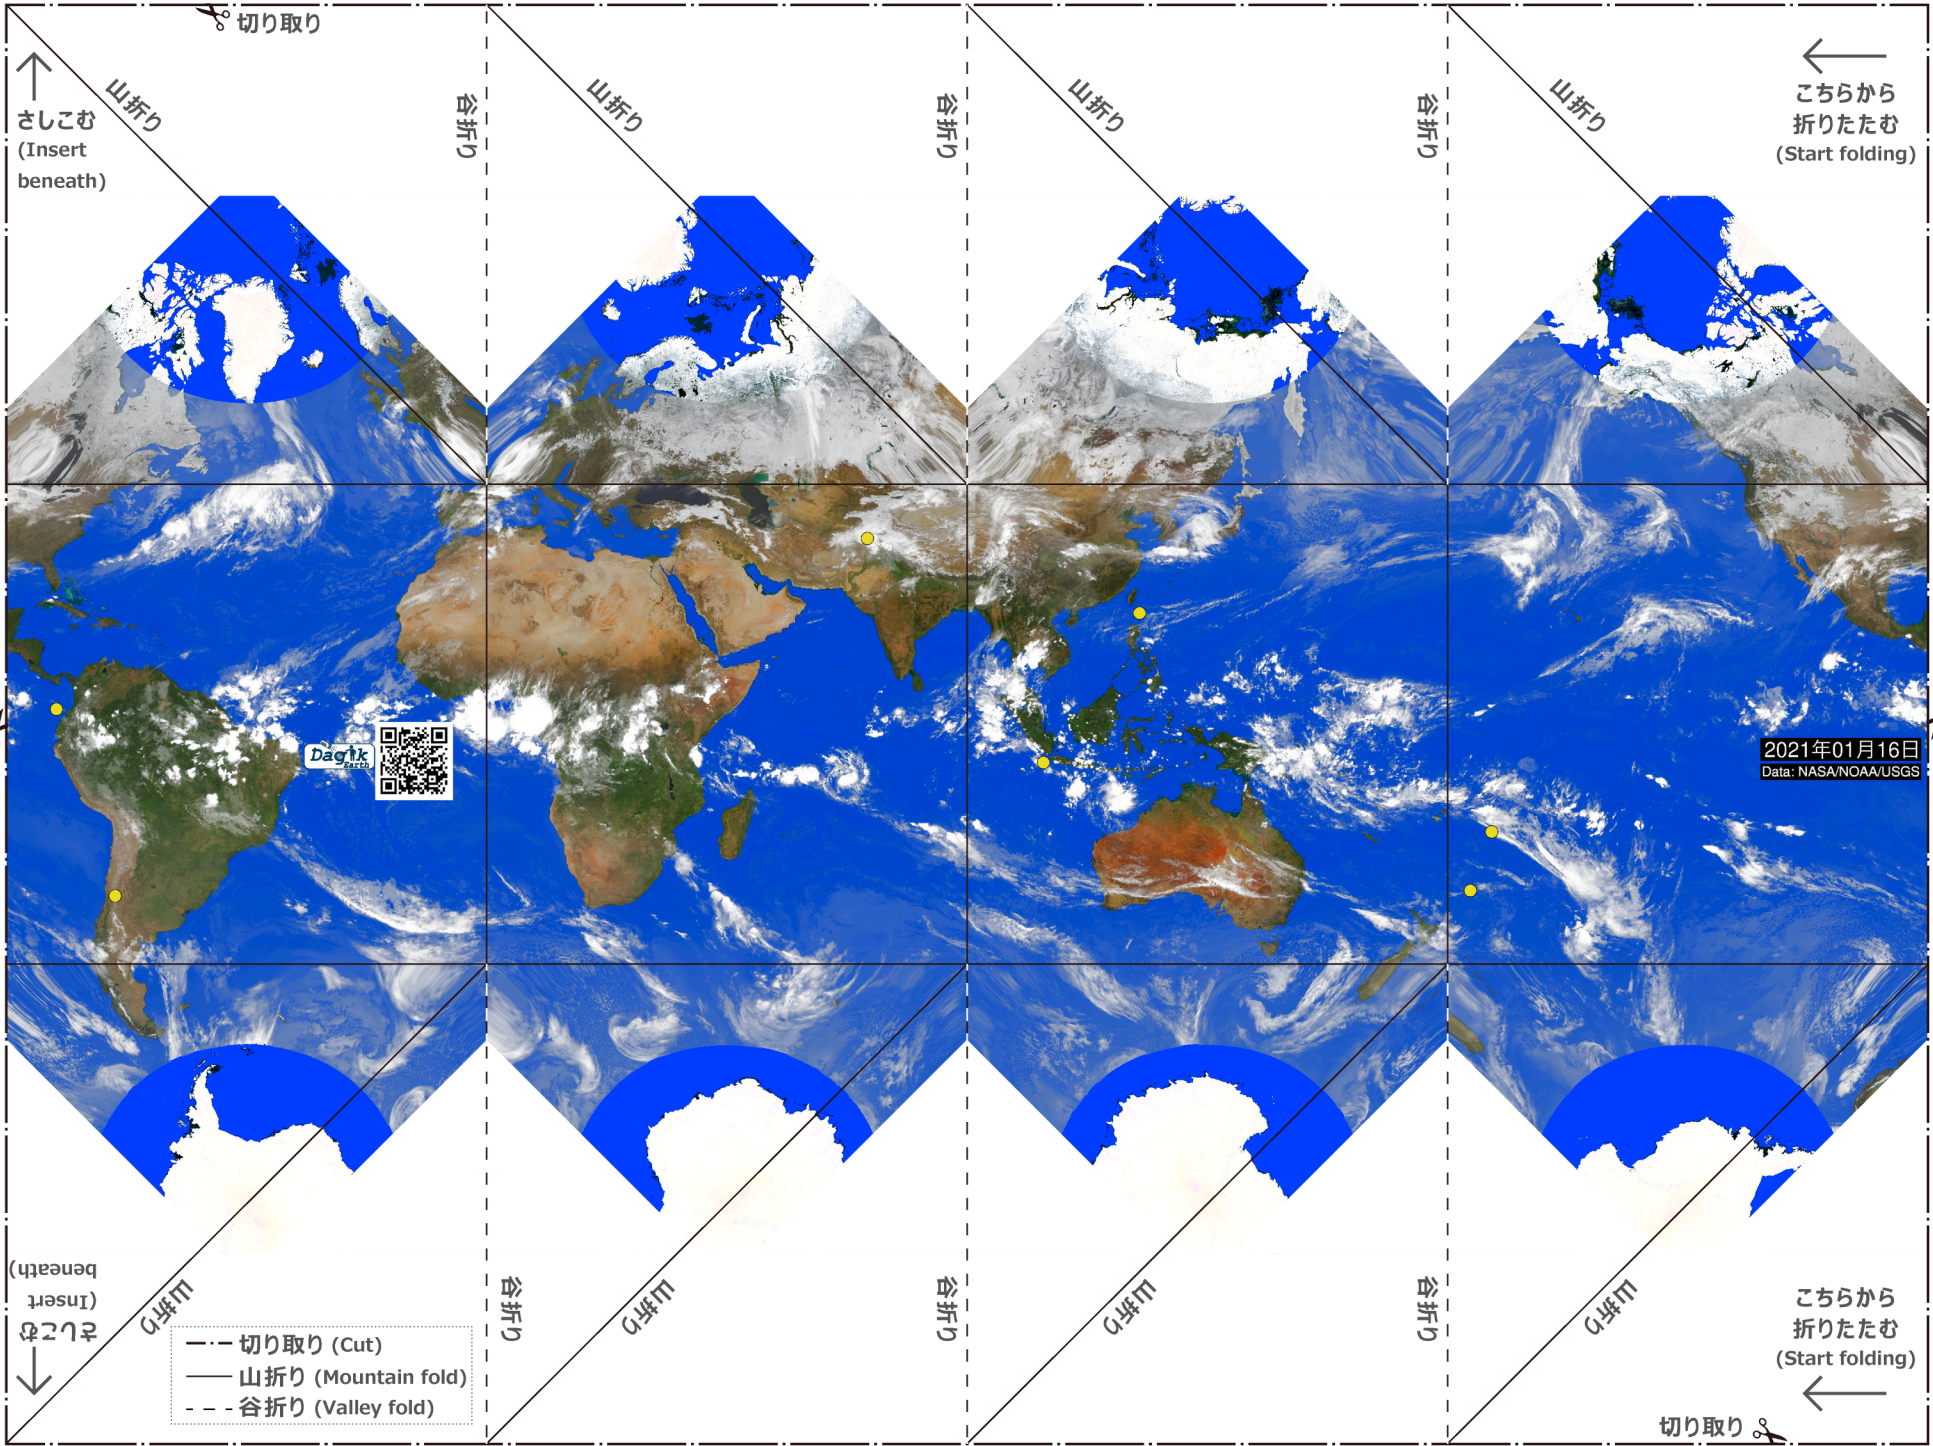 切り取り
さしこむ
(Insert
beneath)
山折り
谷折り
山折り
谷折り
山折り
谷折り
山折り
こちらから
折りたたむ
(Start folding)
Dagik
Earth
2021年01月16日
Data: NASA/NOAA/USGS
さしこむ
(Insert
beneath)
山折り
谷折り
山折り
谷折り
山折り
谷折り
山折り
こちらから
折りたたむ
(Start folding)
切り取り (Cut)
山折り (Mountain fold)
谷折り (Valley fold)
切り取り